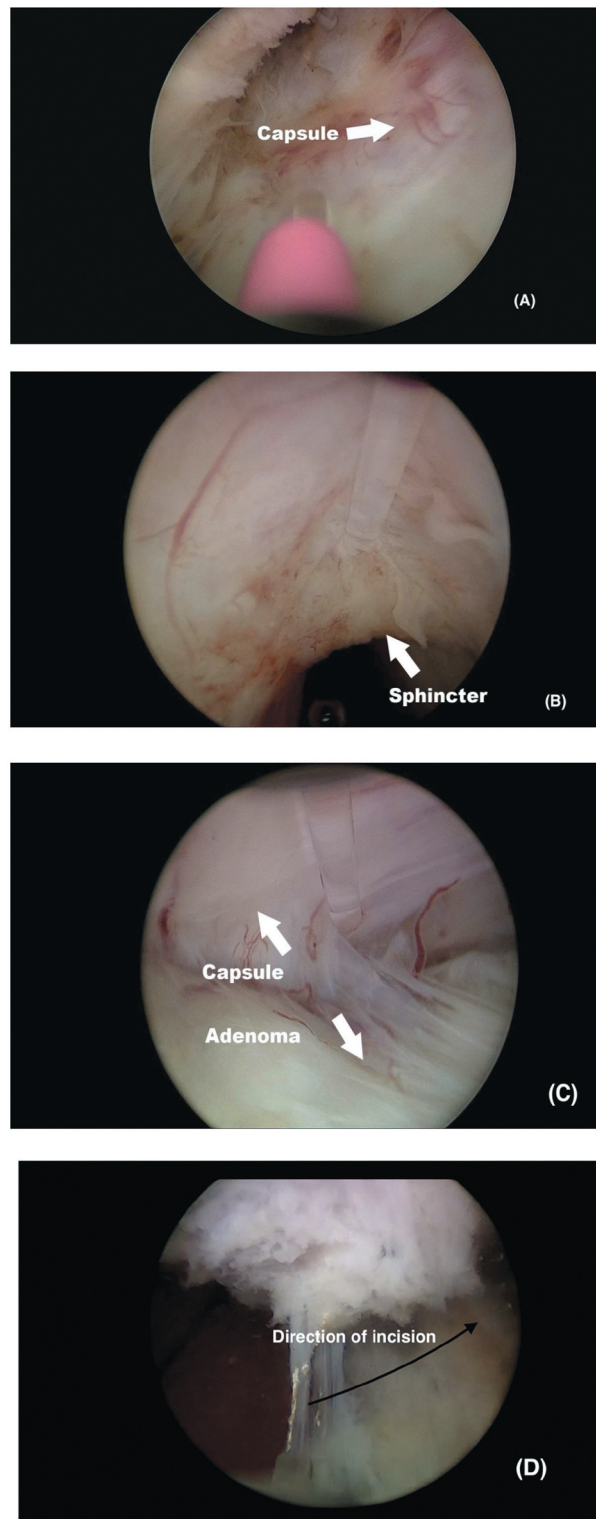 Capsule
(A)
Sphincter
(B)
Capsule
Adenoma
(C)
Direction of incision
(D)